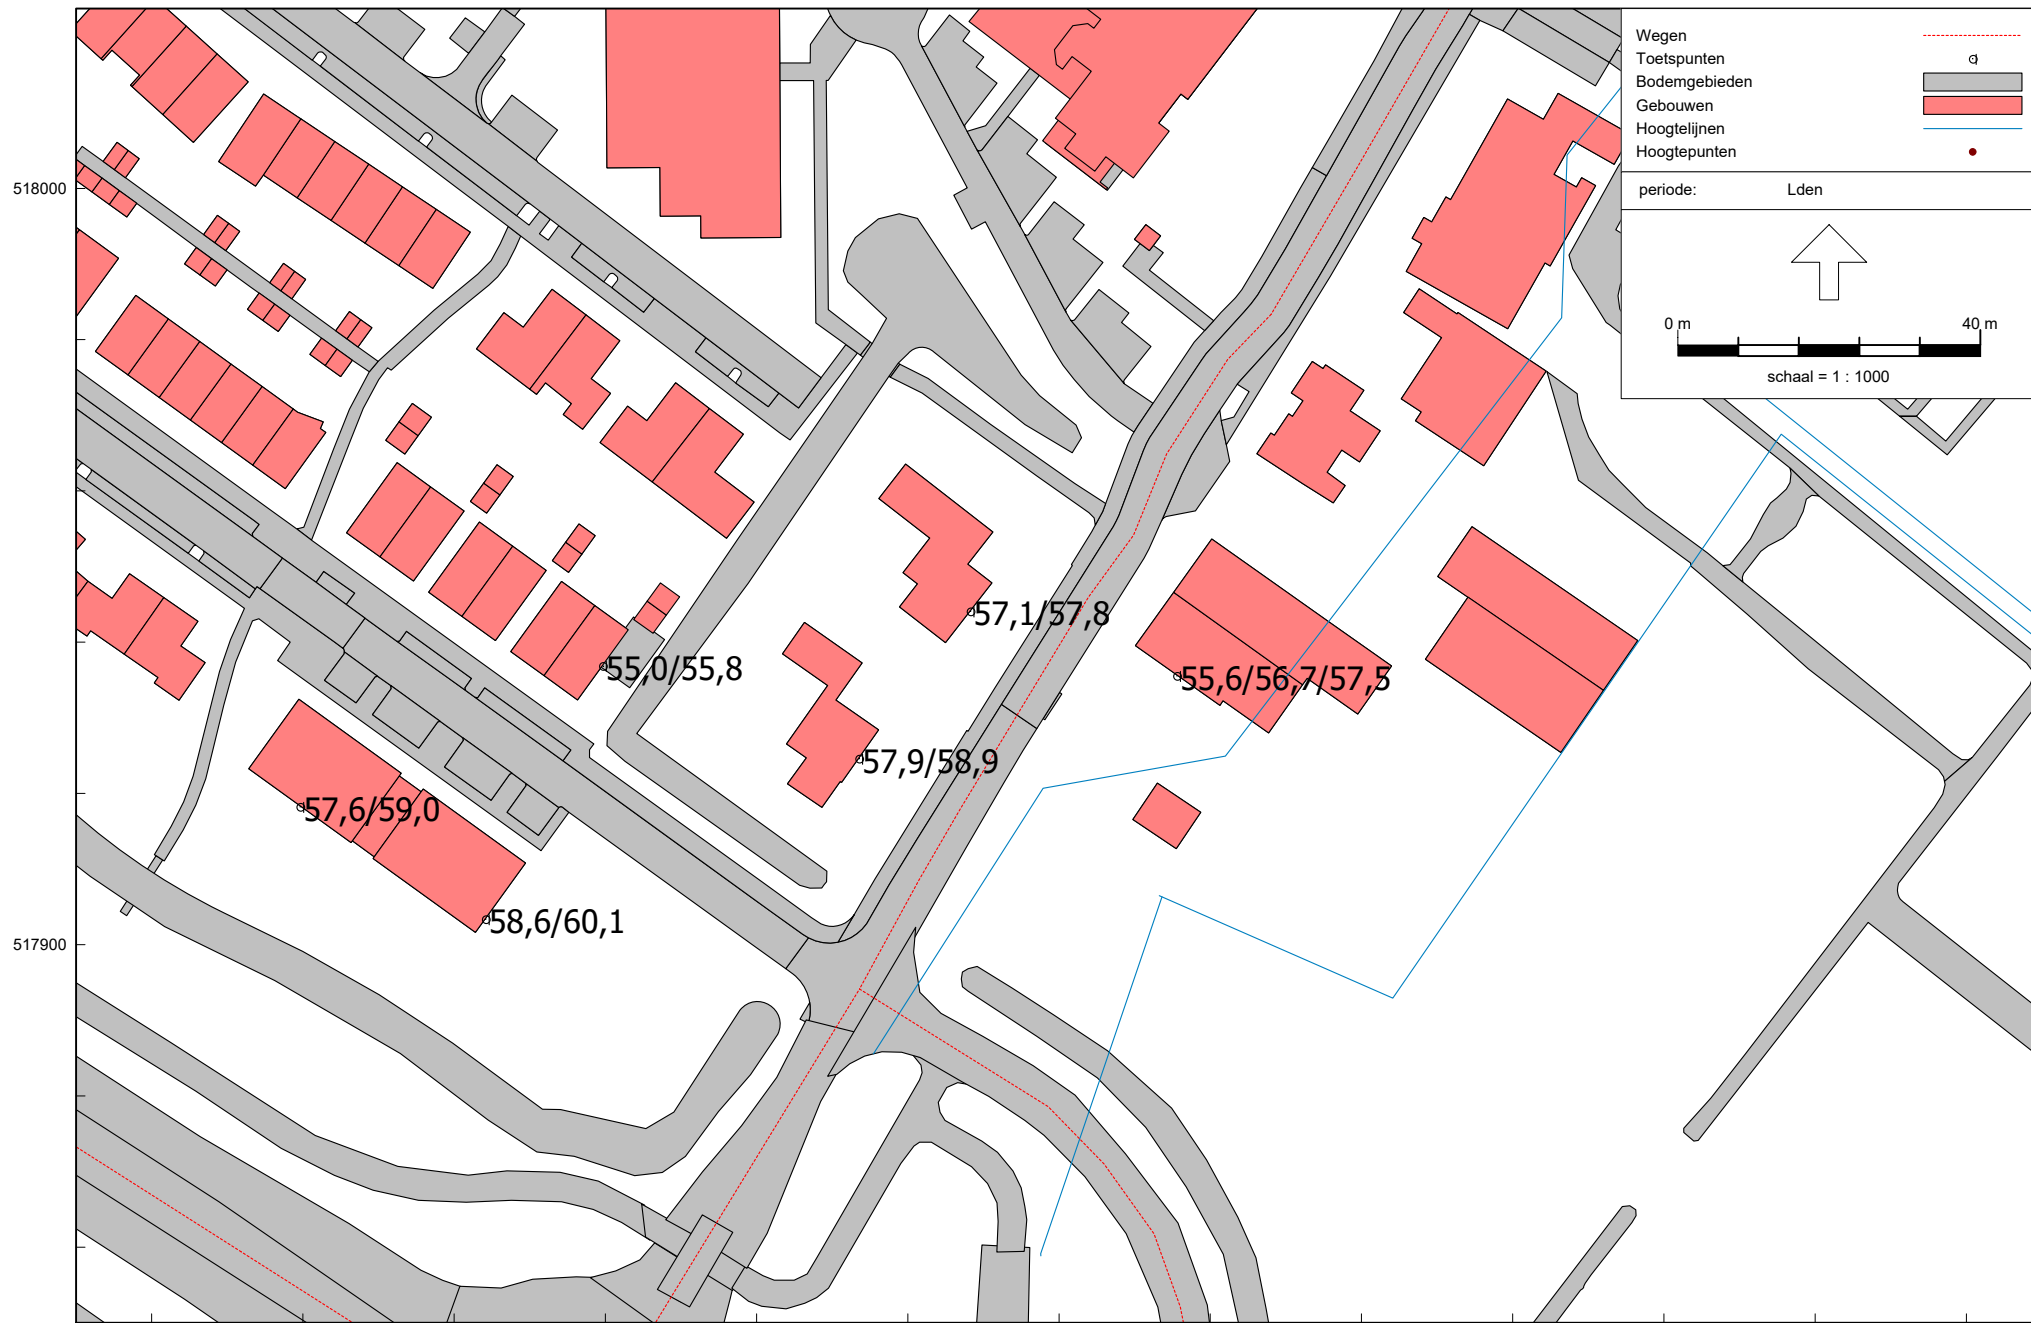 Wegen
Toetspunten
Bodemgebieden
Gebouwen
Hoogtelijnen
Hoogtepunten
periode: Lden
0 m 40 m
schaal = 1 : 1000
518000
57,1/57,8
55,0/55,8
55,6/56,7/57,5
57,9/58,9
57,6/59,0
58,6/60,1
517900